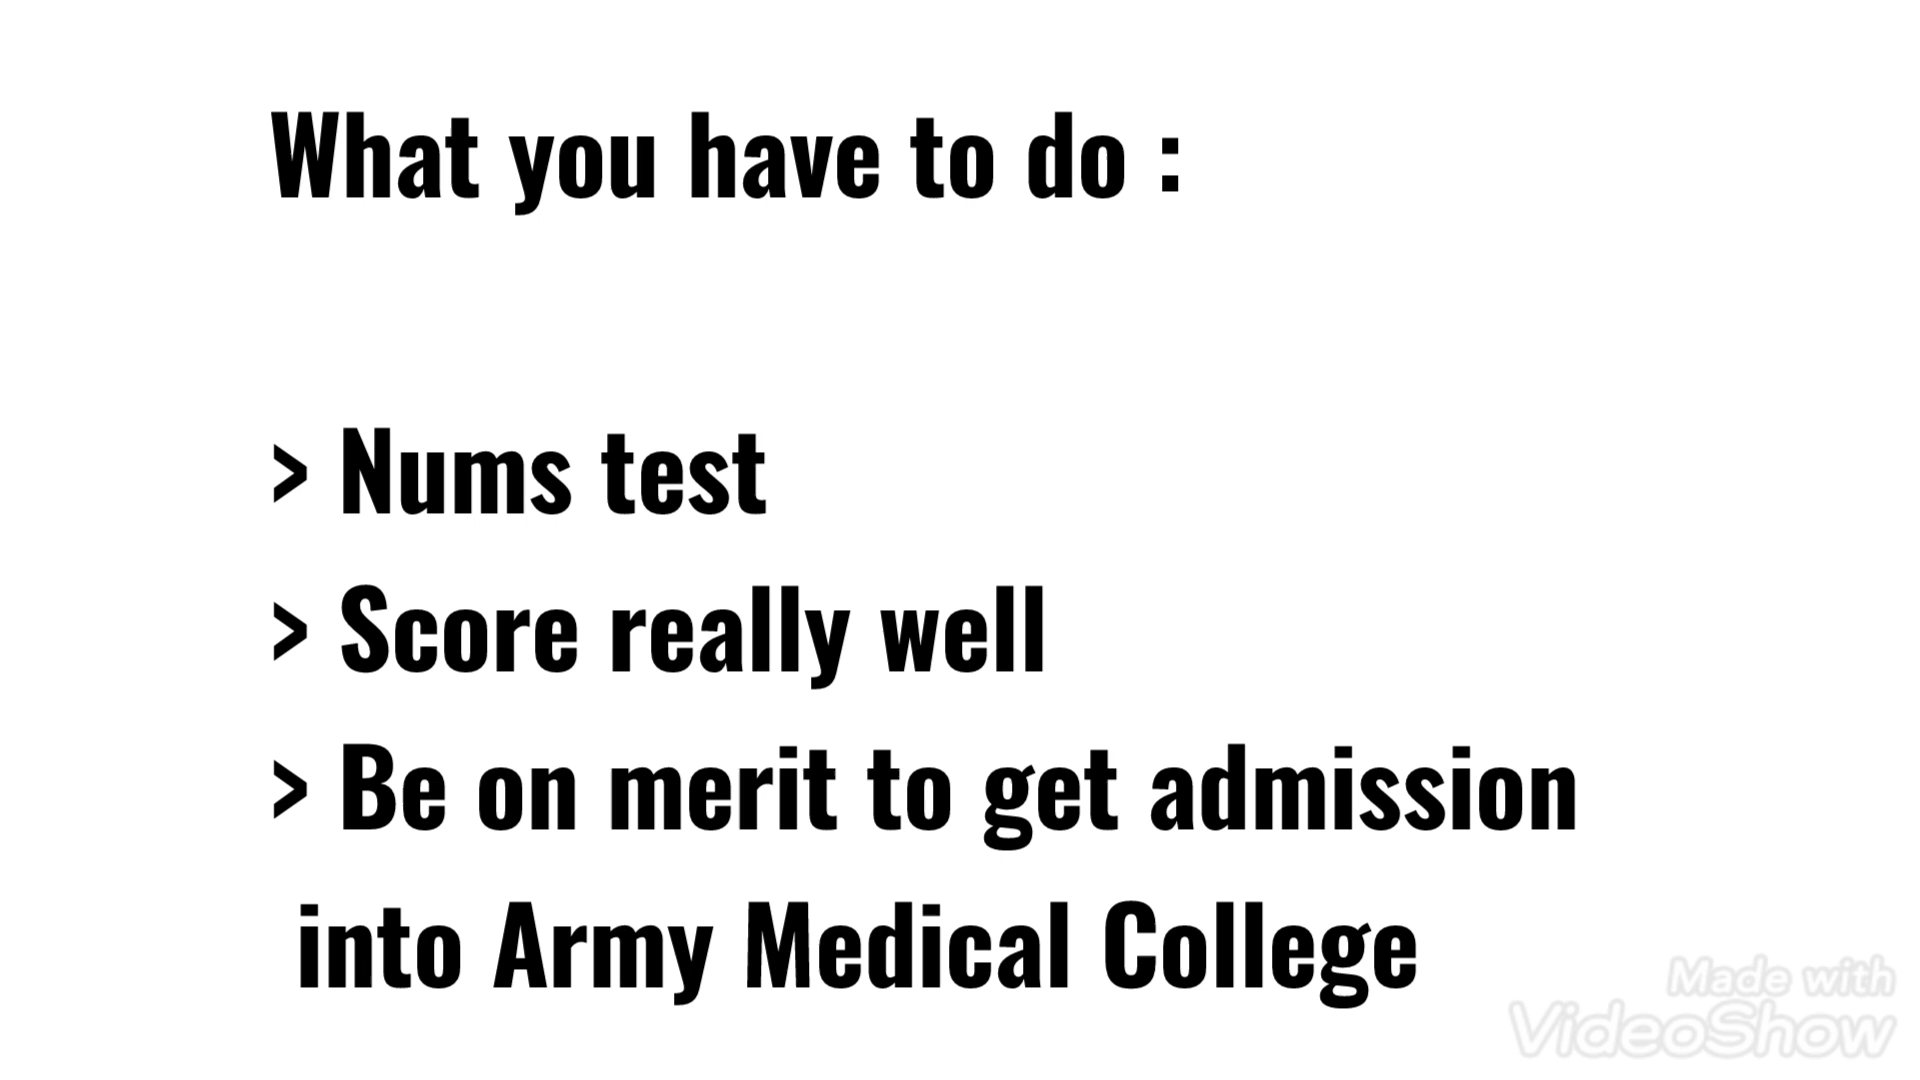 What you have to do :
> Nums test
> Score really well
> Be on merit to get admission
into Army Medical College
Made with
VideoShow